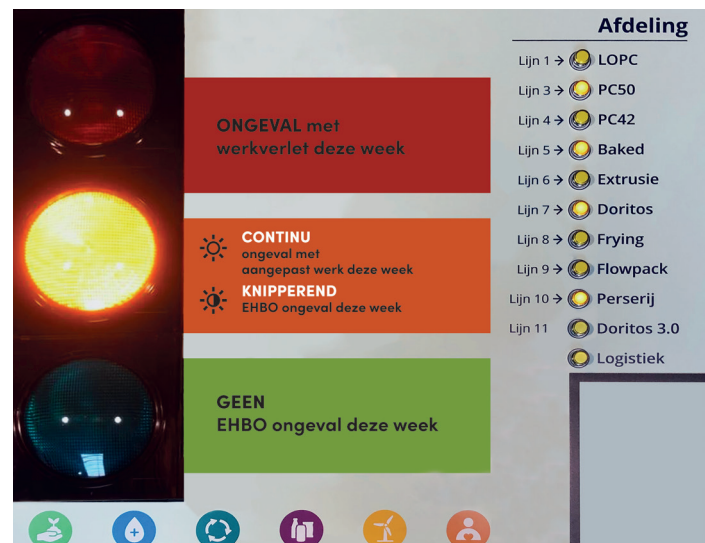 ONGEVAL met
werkverlet deze week
CONTINU
ongeval met
aangepast werk deze week
KNIPPEREND
EHBO ongeval deze week
GEEN
EHBO ongeval deze week
Afdeling
Lijn 1 → LOPC
Lijn 3 → PC50
Lijn 4 → PC42
Lijn 5 → Baked
Lijn 6 → Extrusie
Lijn 7 → Doritos
Lijn 8 → Frying
Lijn 9 → Flowpack
Lijn 10 → Perserij
Lijn 11 Doritos 3.0
Logistiek